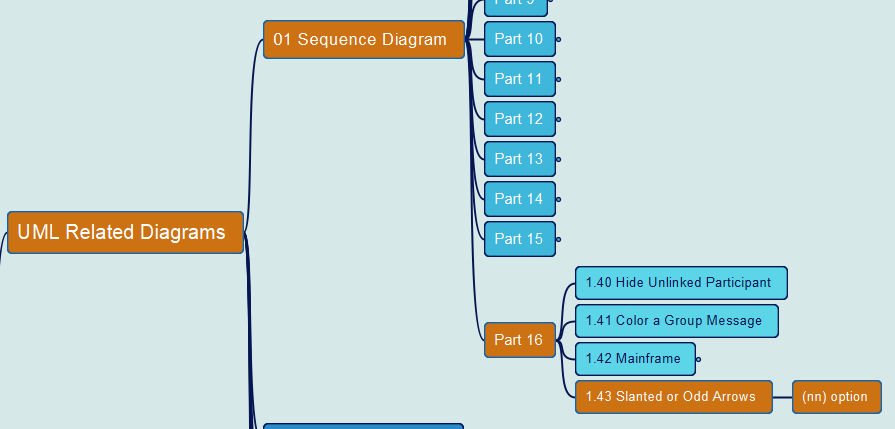 Part 9
01 Sequence Diagram
Part 10
Part 11
Part 12
Part 13
Part 14
Part 15
UML Related Diagrams
Part 16
1.40 Hide Unlinked Participant
1.41 Color a Group Message
1.42 Mainframe
1.43 Slanted or Odd Arrows
(nn) option